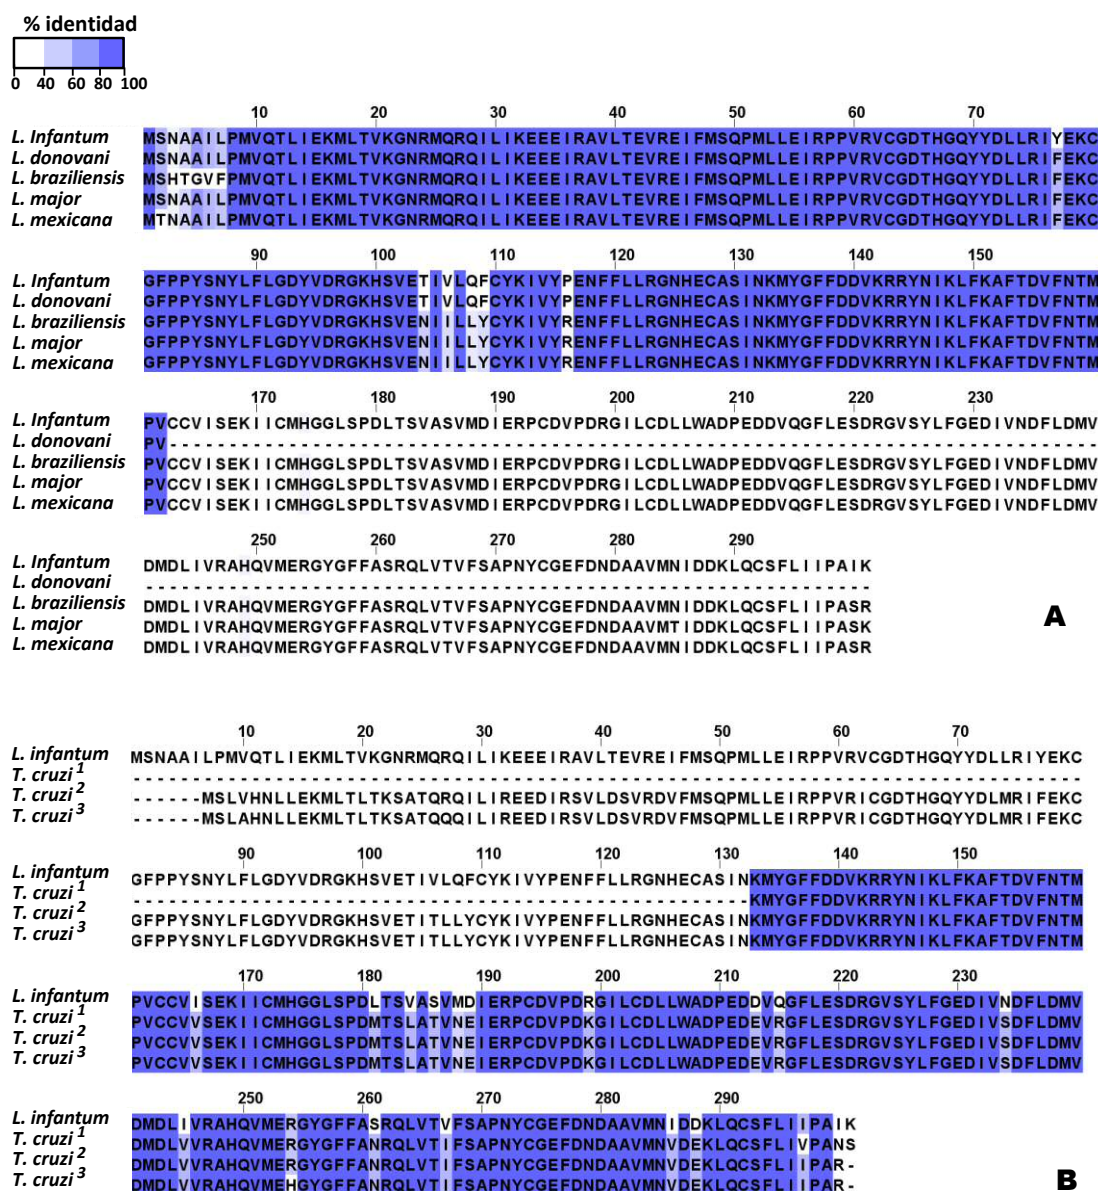 % identidad
0 40 60 80 100
10 20 30 40 50 60 70
L. Infantum MSNAAILPMVQTLIEKMLTVKGNRMQRQILIKEEEIRAVLTEVREIFMSQPMLLEIRPPVRVCGDTHGQYYDLLRIYEKC
L. donovani MSNAAILPMVQTLIEKMLTVKGNRMQRQILIKEEEIRAVLTEVREIFMSQPMLLEIRPPVRVCGDTHGQYYDLLRIFEKC
L. braziliensis MSHTGVFPMVQTLIEKMLTVKGNRMQRQILIKEEEIRAVLTEVREIFMSQPMLLEIRPPVRVCGDTHGQYYDLLRIFEKC
L. major MSNAAILPMVQTLIEKMLTVKGNRMQRQILIKEEEIRAVLTEVREIFMSQPMLLEIRPPVRVCGDTHGQYYDLLRIFEKC
L. mexicana MTNAAILPMVQTLIEKMLTVKGNRMQRQILIKEEEIRAVLTEVREIFMSQPMLLEIRPPVRVCGDTHGQYYDLLRIFEKC
90 100 110 120 130 140 150
L. Infantum GFPPYSNYLFLGDYVDRGKHSVETIVLQFCYKIVYPENFFLLRGNHECASINKMYGFFDDVKRRYNIKLFKAFTDVFNTM
L. donovani GFPPYSNYLFLGDYVDRGKHSVETIVLQFCYKIVYPENFFLLRGNHECASINKMYGFFDDVKRRYNIKLFKAFTDVFNTM
L. braziliensis GFPPYSNYLFLGDYVDRGKHSVENIILLYCYKIVYRENFFLLRGNHECASINKMYGFFDDVKRRYNIKLFKAFTDVFNTM
L. major GFPPYSNYLFLGDYVDRGKHSVENIILLYCYKIVYRENFFLLRGNHECASINKMYGFFDDVKRRYNIKLFKAFTDVFNTM
L. mexicana GFPPYSNYLFLGDYVDRGKHSVENIILLYCYKIVYRENFFLLRGNHECASINKMYGFFDDVKRRYNIKLFKAFTDVFNTM
170 180 190 200 210 220 230
L. Infantum PVCCVISEKIICMHGGLSPDLTSVASVMDIERPCDVPDRGILCDLLWADPEDDVQGFLESDRGVSYLFGEDIVNDFLDMV
L. donovani PV------------------------------------------------------------------------------
L. braziliensis PVCCVISEKIICMHGGLSPDLTSVASVMDIERPCDVPDRGILCDLLWADPEDDVQGFLESDRGVSYLFGEDIVNDFLDMV
L. major PVCCVISEKIICMHGGLSPDLTSVASVMDIERPCDVPDRGILCDLLWADPEDDVQGFLESDRGVSYLFGEDIVNDFLDMV
L. mexicana PVCCVISEKIICMHGGLSPDLTSVASVMDIERPCDVPDRGILCDLLWADPEDDVQGFLESDRGVSYLFGEDIVNDFLDMV
250 260 270 280 290
L. Infantum DMDLIVRAHQVMERGYGFFASRQLVTVFSAPNYCGEFDNDAAVMNIDDKLQCSFLIIPAIK
L. donovani -------------------------------------------------------------
L. braziliensis DMDLIVRAHQVMERGYGFFASRQLVTVFSAPNYCGEFDNDAAVMNIDDKLQCSFLIIPASR
L. major DMDLIVRAHQVMERGYGFFASRQLVTVFSAPNYCGEFDNDAAVMTIDDKLQCSFLIIPASK
L. mexicana DMDLIVRAHQVMERGYGFFASRQLVTVFSAPNYCGEFDNDAAVMNIDDKLQCSFLIIPASR
A
10 20 30 40 50 60 70
L. infantum MSNAAILPMVQTLIEKMLTVKGNRMQRQILIKEEEIRAVLTEVREIFMSQPMLLEIRPPVRVCGDTHGQYYDLLRIYEKC
T. cruzi 1 --------------------------------------------------------------------------------
T. cruzi 2 ------MSLVHNLLEKMLTLTKSATQRQILIREEDIRSVLDSVRDVFMSQPMLLEIRPPVRICGDTHGQYYDLMRIFEKC
T. cruzi 3 ------MSLAHNLLEKMLTLTKSATQQQILIREEDIRSVLDSVRDVFMSQPMLLEIRPPVRICGDTHGQYYDLMRIFEKC
90 100 110 120 130 140 150
L. infantum GFPPYSNYLFLGDYVDRGKHSVETIVLQFCYKIVYPENFFLLRGNHECASINKMYGFFDDVKRRYNIKLFKAFTDVFNTM
T. cruzi 1 ----------------------------------------------------KMYGFFDDVKRRYNIKLFKAFTDVFNTM
T. cruzi 2 GFPPYSNYLFLGDYVDRGKHSVETITLLYCYKIVYPENFFLLRGNHECASINKMYGFFDDVKRRYNIKLFKAFTDVFNTM
T. cruzi 3 GFPPYSNYLFLGDYVDRGKHSVETITLLYCYKIVYPENFFLLRGNHECASINKMYGFFDDVKRRYNIKLFKAFTDVFNTM
170 180 190 200 210 220 230
L. infantum PVCCVISEKIICMHGGLSPDLTSVASVMDIERPCDVPDRGILCDLLWADPEDDVQGFLESDRGVSYLFGEDIVNDFLDMV
T. cruzi 1 PVCCVVSEKIICMHGGLSPDMTSLATVNEIERPCDVPDKGILCDLLWADPEDEVRGFLESDRGVSYLFGEDIVSDFLDMV
T. cruzi 2 PVCCVVSEKIICMHGGLSPDMTSLATVNEIERPCDVPDKGILCDLLWADPEDEVRGFLESDRGVSYLFGEDIVSDFLDMV
T. cruzi 3 PVCCVVSEKIICMHGGLSPDMTSLATVNEIERPCDVPDKGILCDLLWADPEDEVRGFLESDRGVSYLFGEDIVSDFLDMV
250 260 270 280 290
L. infantum DMDLIVRAHQVMERGYGFFASRQLVTVFSAPNYCGEFDNDAAVMNIDDKLQCSFLIIPAIK
T. cruzi 1 DMDLVVRAHQVMERGYGFFANRQLVTIFSAPNYCGEFDNDAAVMNVDEKLQCSFLIVPANS
T. cruzi 2 DMDLVVRAHQVMERGYGFFANRQLVTIFSAPNYCGEFDNDAAVMNVDEKLQCSFLIIPAR-
T. cruzi 3 DMDLVVRAHQVMEHGYGFFANRQLVTIFSAPNYCGEFDNDAAVMNVDEKLQCSFLIIPAR-
B